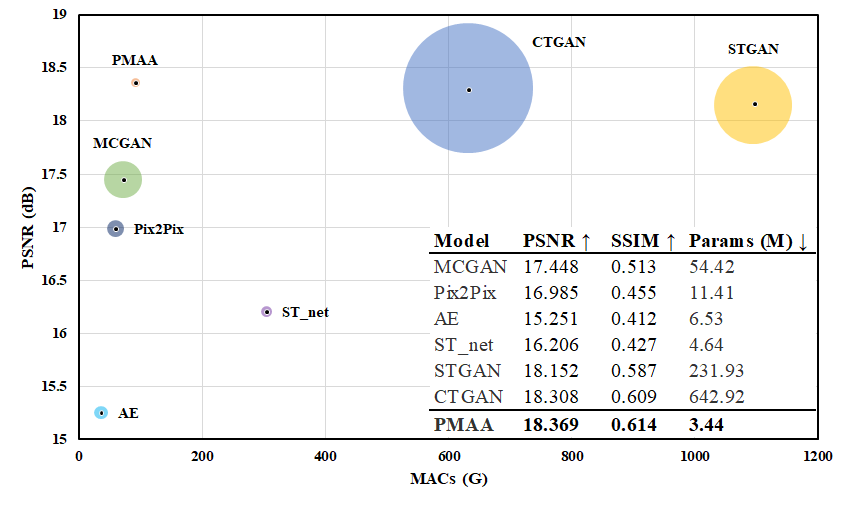 19
18.5
18
17.5
17
16.5
16
15.5
15
PSNR (dB)
0
200
400
600
800
1000
1200
MACs (G)
PMAA
CTGAN
STGAN
MCGAN
Pix2Pix
ST_net
AE
Model PSNR ↑ SSIM ↑ Params (M) ↓
MCGAN 17.448 0.513 54.42
Pix2Pix 16.985 0.455 11.41
AE 15.251 0.412 6.53
ST_net 16.206 0.427 4.64
STGAN 18.152 0.587 231.93
CTGAN 18.308 0.609 642.92
PMAA 18.369 0.614 3.44